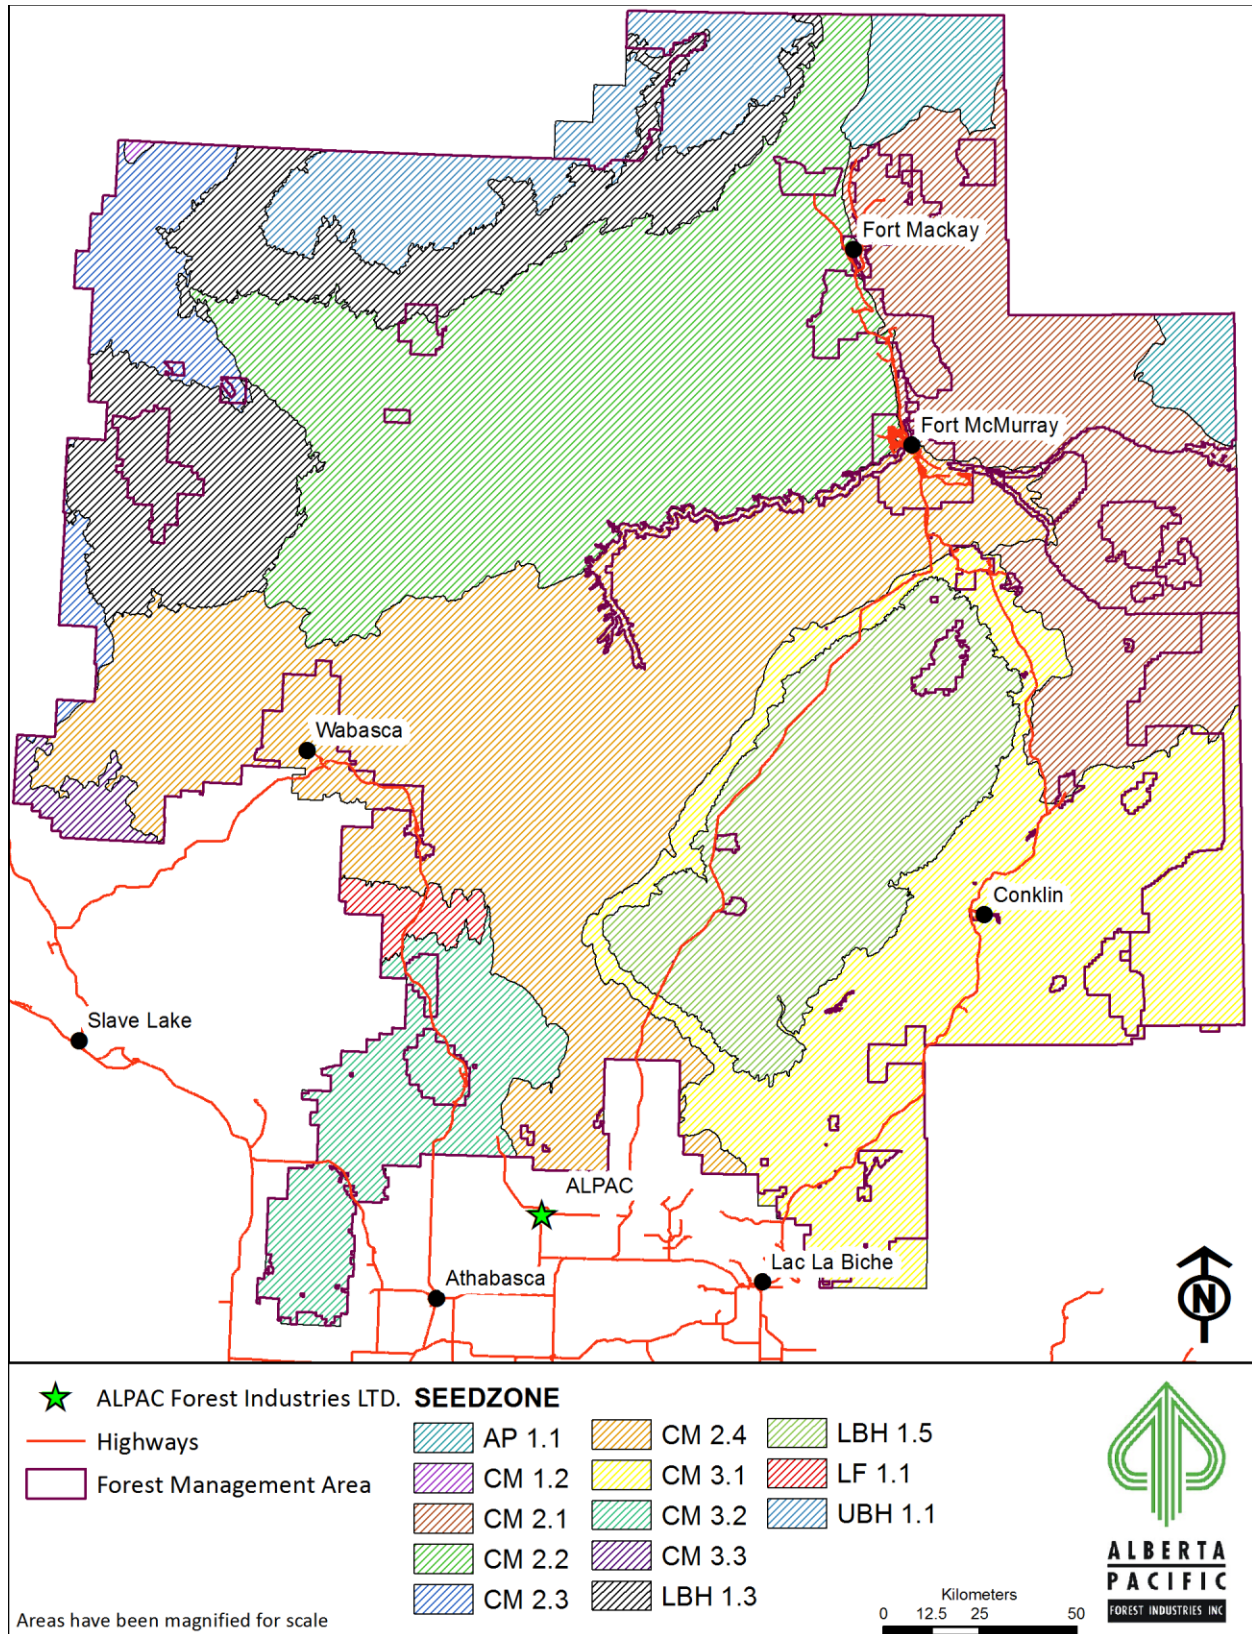 Fort Mackay
Fort McMurray
Wabasca
Conklin
Slave Lake
ALPAC
Lac La Biche
Athabasca
N
ALPAC Forest Industries LTD.
Highways
Forest Management Area
SEEDZONE
AP 1.1
CM 1.2
CM 2.1
CM 2.2
CM 2.3
CM 2.4
CM 3.1
CM 3.2
CM 3.3
LBH 1.3
LBH 1.5
LF 1.1
UBH 1.1
ALBERTA
PACIFIC
FOREST INDUSTRIES INC
Kilometers
0 12.5 25 50
Areas have been magnified for scale